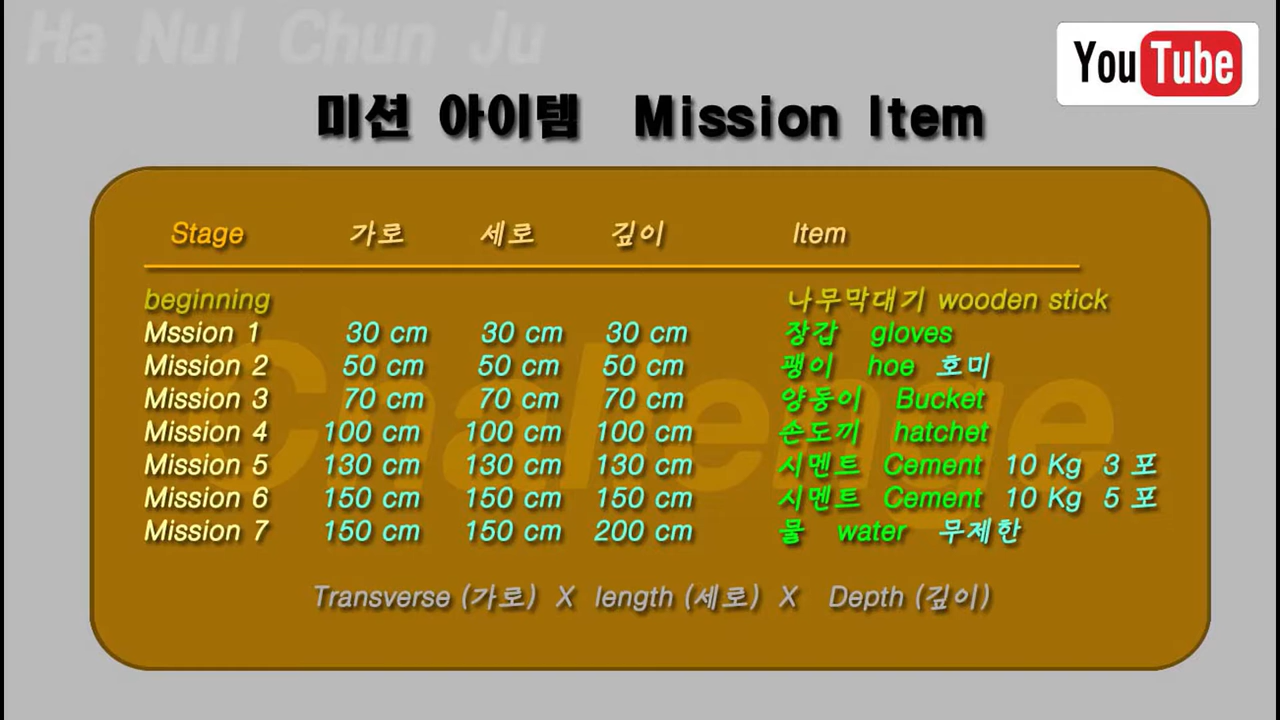 Ha Nul Chun Ju
YouTube
미션 아이템 Mission Item
Stage 가로 세로 깊이 Item
beginning 나무막대기 wooden stick
Mssion 1 30 cm 30 cm 30 cm 장갑 gloves
Mission 2 50 cm 50 cm 50 cm 괭이 hoe 호미
Mission 3 70 cm 70 cm 70 cm 양동이 Bucket
Mission 4 100 cm 100 cm 100 cm 손도끼 hatchet
Mission 5 130 cm 130 cm 130 cm 시멘트 Cement 10 Kg 3 포
Mission 6 150 cm 150 cm 150 cm 시멘트 Cement 10 Kg 5 포
Mission 7 150 cm 150 cm 200 cm 물 water 무제한
Challenge
Transverse (가로) X length (세로) X Depth (깊이)